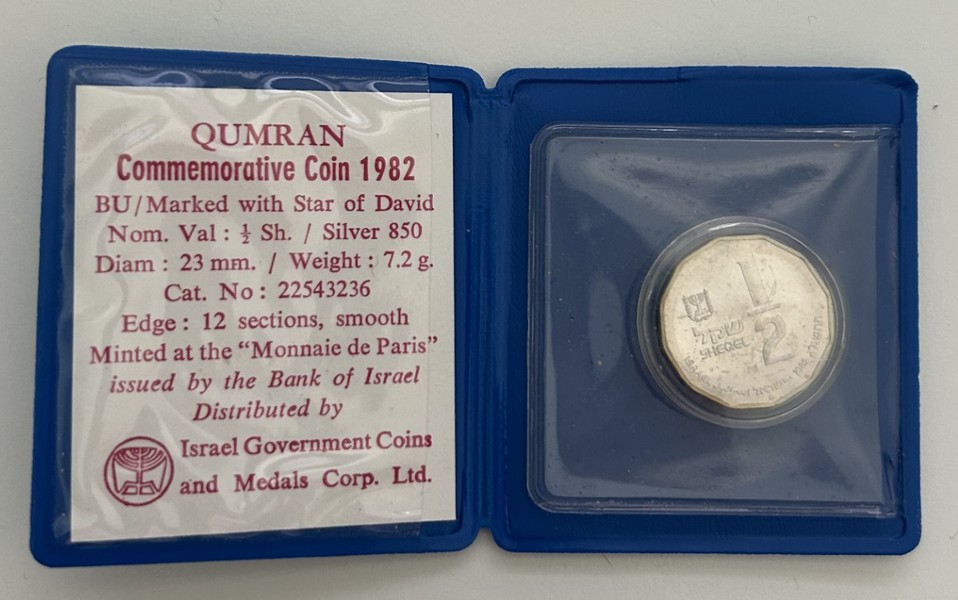 QUMRAN
Commemorative Coin 1982
BU/Marked with Star of David
Nom. Val : ½ Sh. / Silver 850
Diam : 23 mm. / Weight : 7.2 g.
Cat. No : 22543236
Edge : 12 sections, smooth
Minted at the “Monnaie de Paris”
issued by the Bank of Israel
Distributed by
Israel Government Coins
and Medals Corp. Ltd.
1/2
שקל
SHEQEL